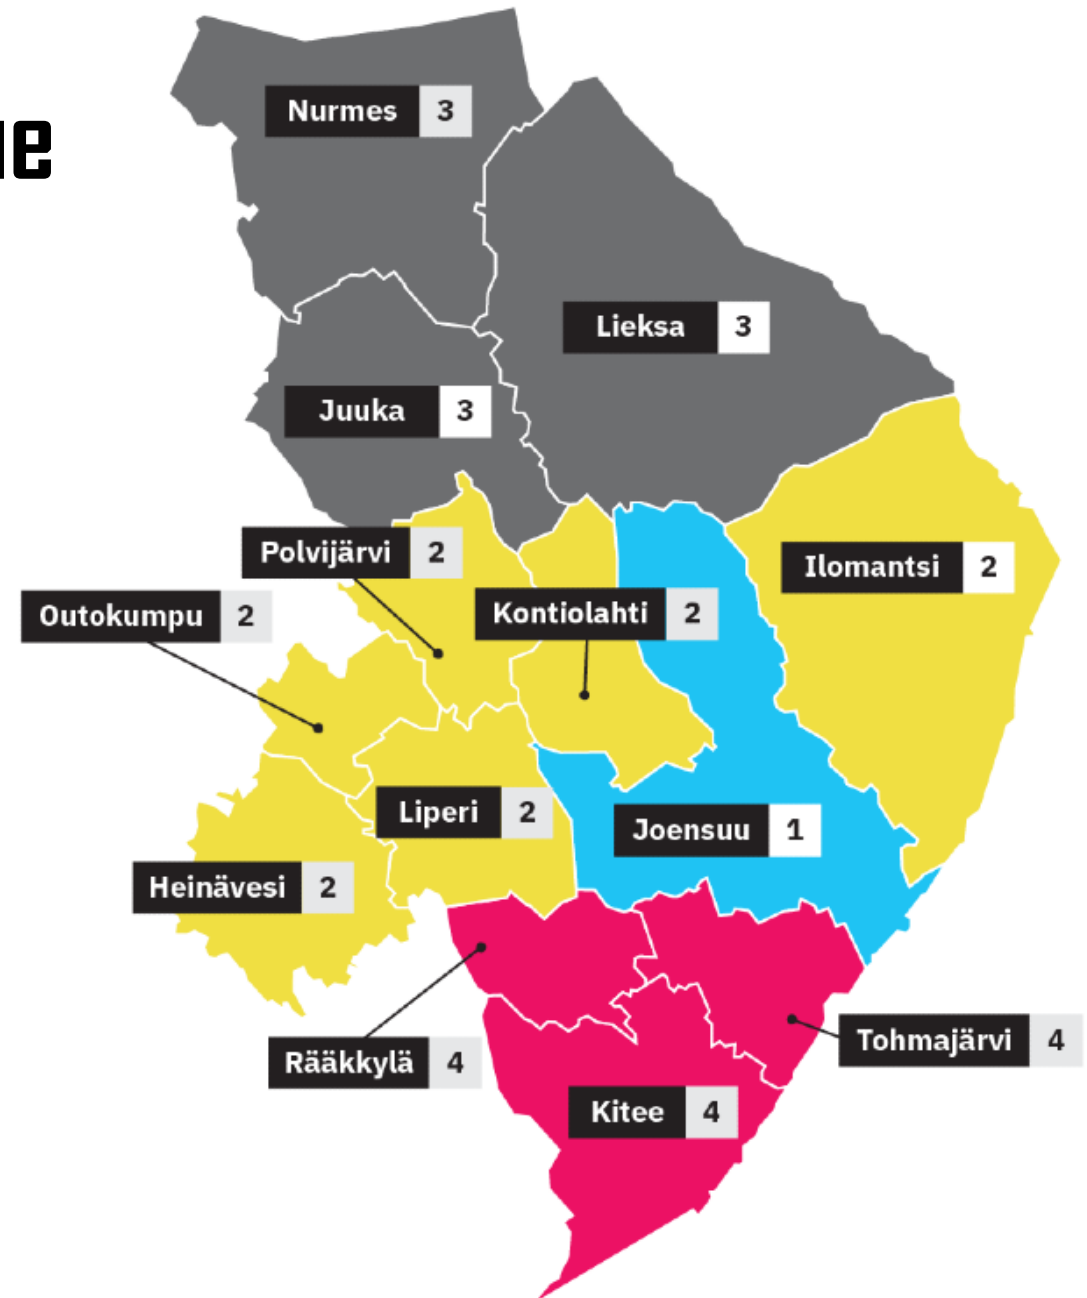 Nurmes 3
Lieksa 3
Juuka 3
Polvijärvi 2
Ilomantsi 2
Outokumpu 2
Kontiolahti 2
Liperi 2
Joensuu 1
Heinävesi 2
Tohmajärvi 4
Rääkkylä 4
Kitee 4